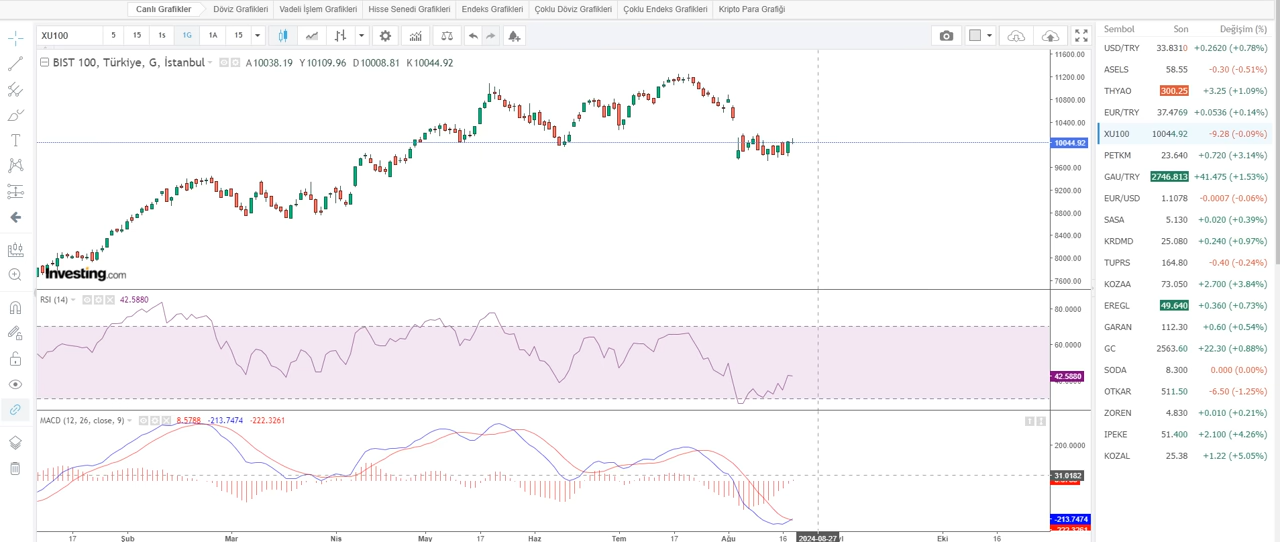 Canlı Grafikler Döviz Grafikleri Vadeli İşlem Grafikleri Hisse Senedi Grafikleri Endeks Grafikleri Çoklu Döviz Grafikleri Çoklu Endeks Grafikleri Kripto Para Grafiği
XU100 5 15 1s 1G 1A 15
BIST 100, Türkiye, G, İstanbul A10038.19 Y10109.96 D10008.81 K10044.92
11600.00
11200.00
10800.00
10400.00
10044.92
9600.00
9200.00
8800.00
8400.00
8000.00
7600.00
Investing.com
RSI (14) 42.5880
80.0000
60.0000
42.5880
MACD (12, 26, close, 9) 8.5788 -213.7474 -222.3261
200.0000
31.0182
-213.7474
-222.3261
17 Şub Mar Nis May 17 Haz Tem 17 Ağu 16 2024-08-27 Eki 16
Sembol Son Değişim (%)
USD/TRY 33.8310 +0.2620 (+0.78%)
ASELS 58.55 -0.30 (-0.51%)
THYAO 300.25 +3.25 (+1.09%)
EUR/TRY 37.4769 +0.0536 (+0.14%)
XU100 10044.92 -9.28 (-0.09%)
PETKM 23.640 +0.720 (+3.14%)
GAU/TRY 2746.813 +41.475 (+1.53%)
EUR/USD 1.1078 -0.0007 (-0.06%)
SASA 5.130 +0.020 (+0.39%)
KRDMD 25.080 +0.240 (+0.97%)
TUPRS 164.80 -0.40 (-0.24%)
KOZAA 73.050 +2.700 (+3.84%)
EREGL 49.640 +0.360 (+0.73%)
GARAN 112.30 +0.60 (+0.54%)
GC 2563.60 +22.30 (+0.88%)
SODA 8.300 0.000 (0.00%)
OTKAR 511.50 -6.50 (-1.25%)
ZOREN 4.830 +0.010 (+0.21%)
IPEKE 51.400 +2.100 (+4.26%)
KOZAL 25.38 +1.22 (+5.05%)